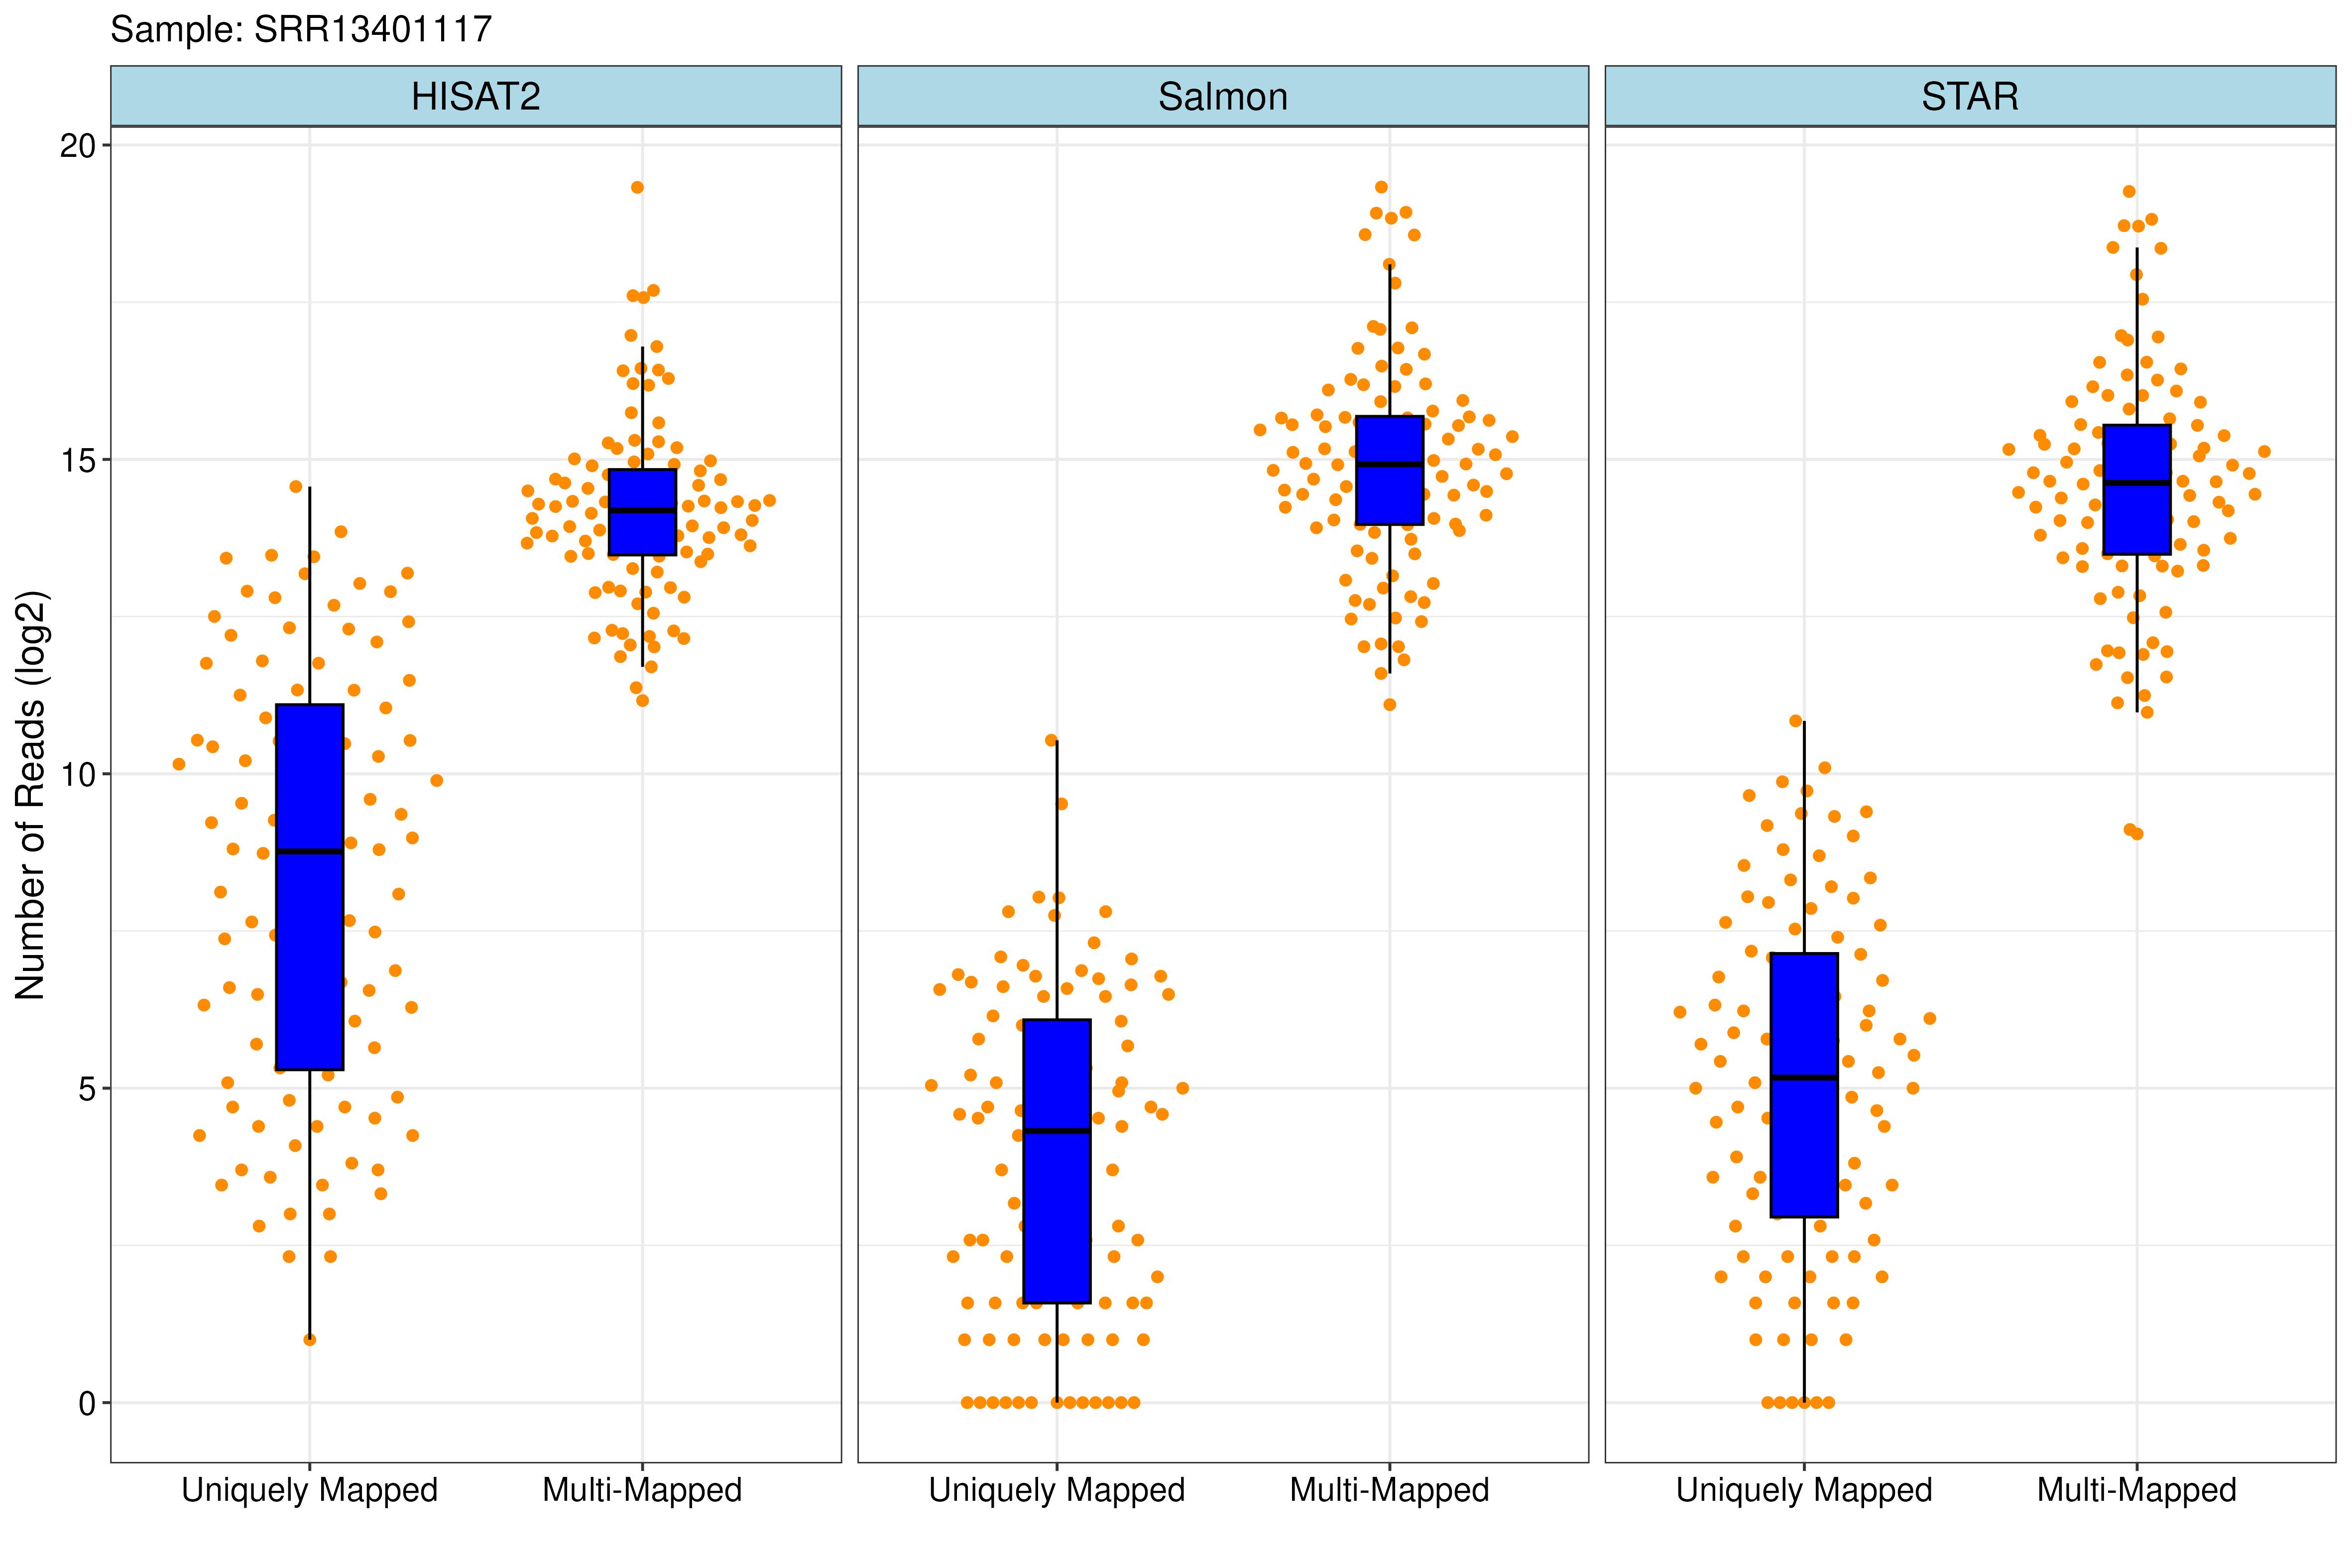 Sample: SRR13401117
HISAT2
Salmon
STAR
Number of Reads (log2)
20
15
10
5
0
Uniquely Mapped
Multi-Mapped
Uniquely Mapped
Multi-Mapped
Uniquely Mapped
Multi-Mapped